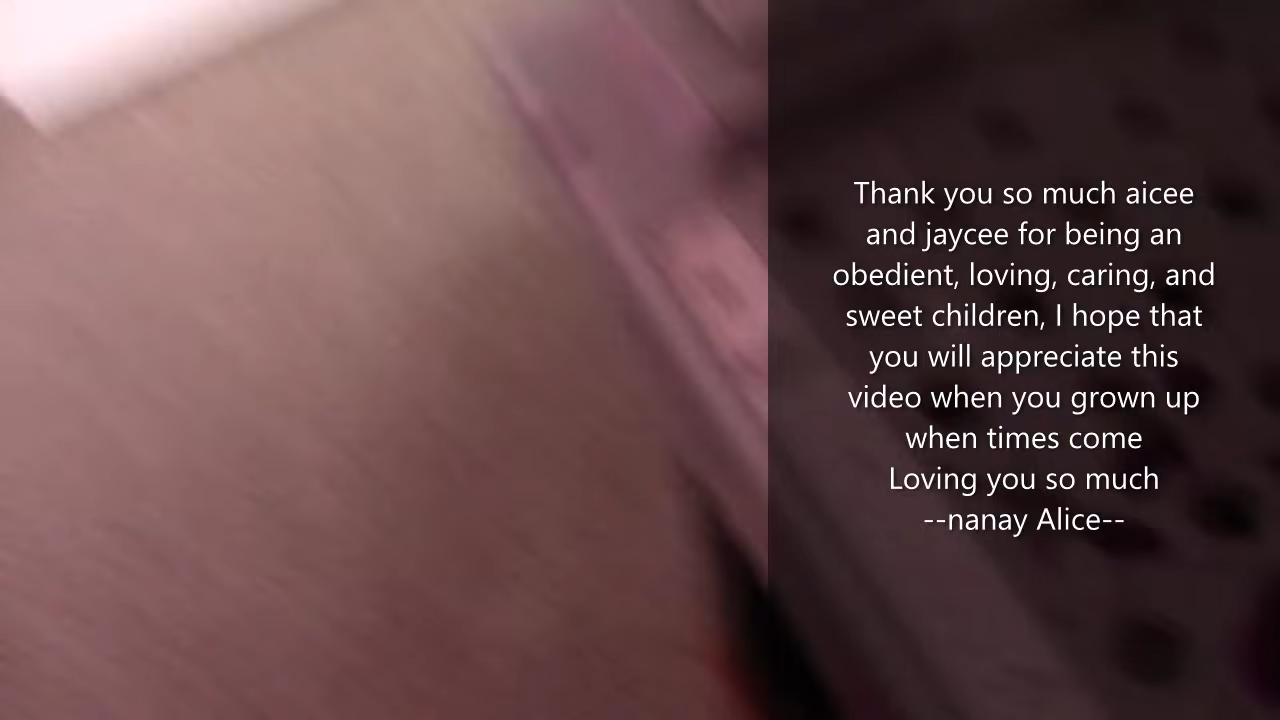 Thank you so much aicee
and jaycee for being an
obedient, loving, caring, and
sweet children, I hope that
you will appreciate this
video when you grown up
when times come
Loving you so much
--nanay Alice--